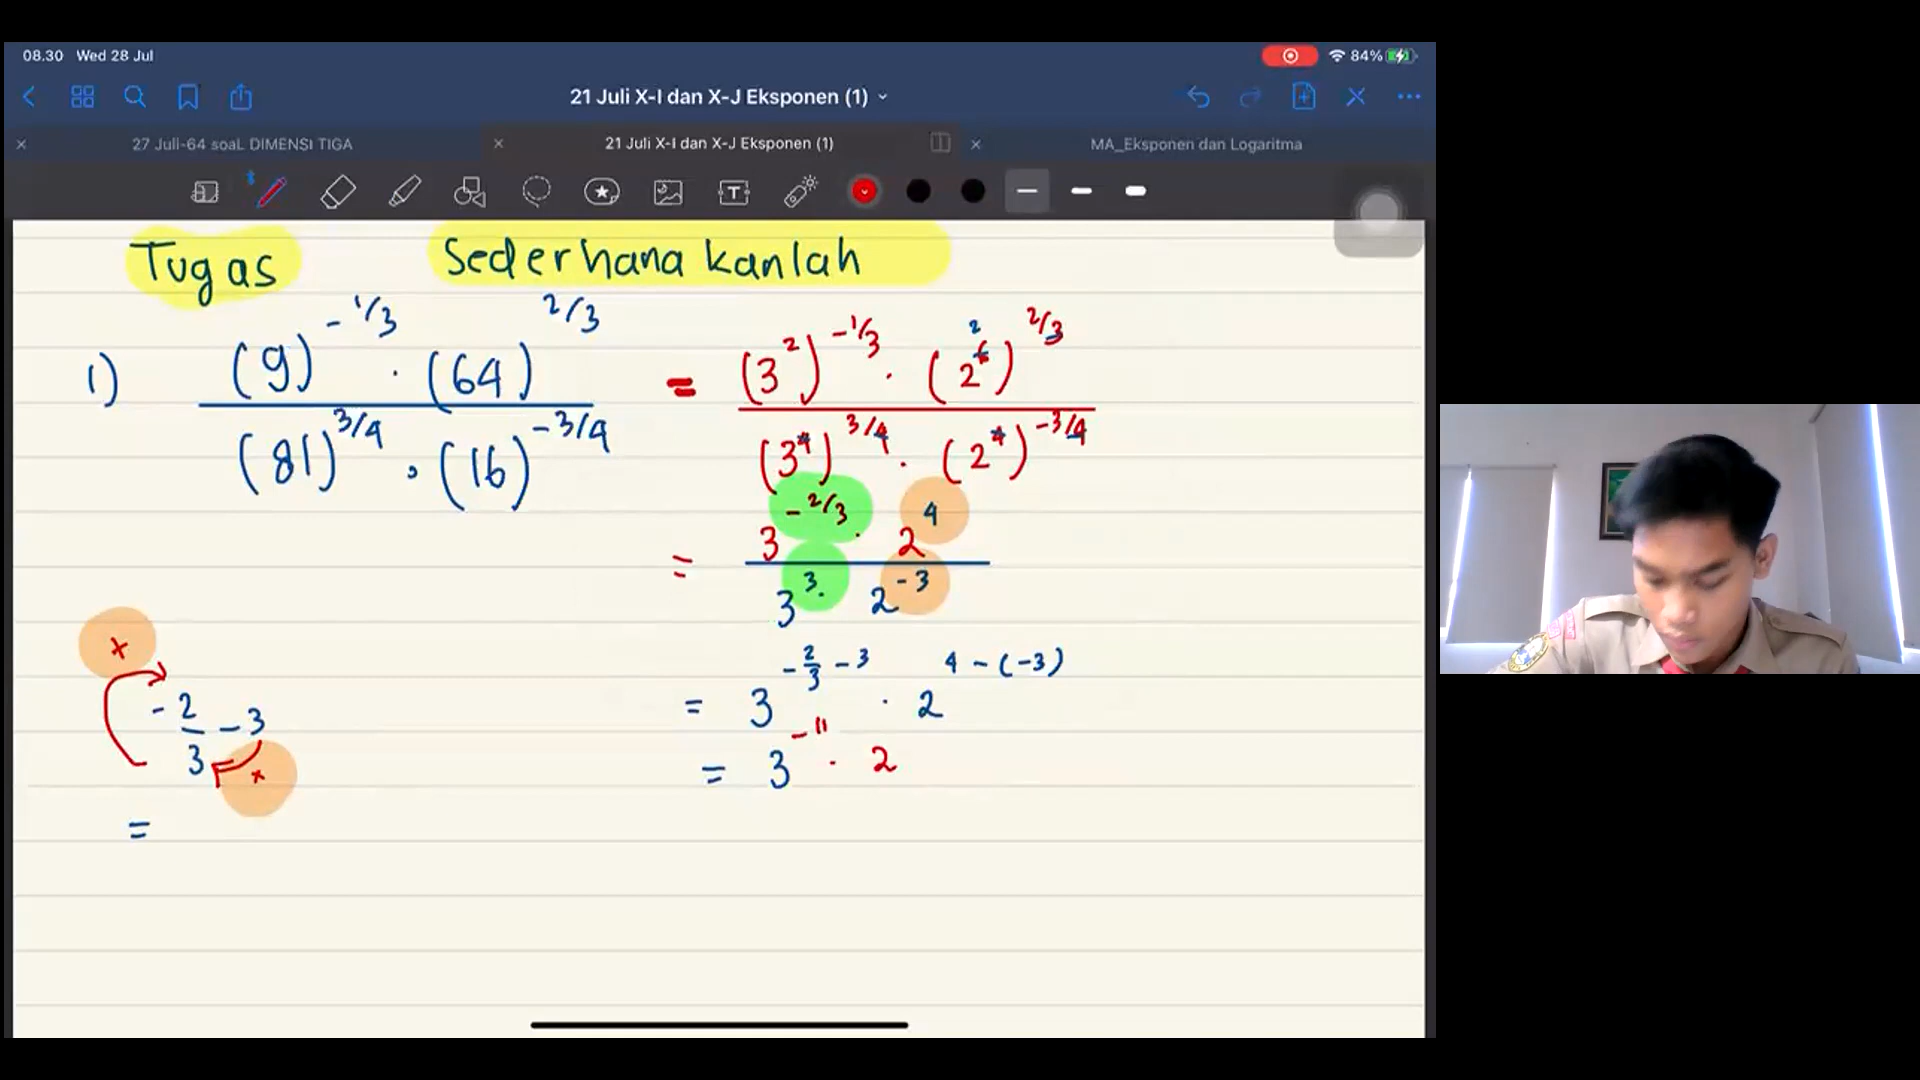 08.30 Wed 28 Jul
84%
21 Juli X-I dan X-J Eksponen (1)
27 Juli-64 soaL DIMENSI TIGA
21 Juli X-I dan X-J Eksponen (1)
MA_Eksponen dan Logaritma
Tugas Sederhanakanlah
1) (9)^-1/3 · (64)^2/3 = (3^2)^-1/3 · (2^6)^2/3
(81)^3/4 · (16)^-3/4 (3^4)^3/4 · (2^4)^-3/4
= 3^-2/3 · 2^4
3^3 · 2^-3
= 3^(-2/3 - 3) · 2^(4 - (-3))
= 3^-11 · 2
x
-2/3 - 3
x
=